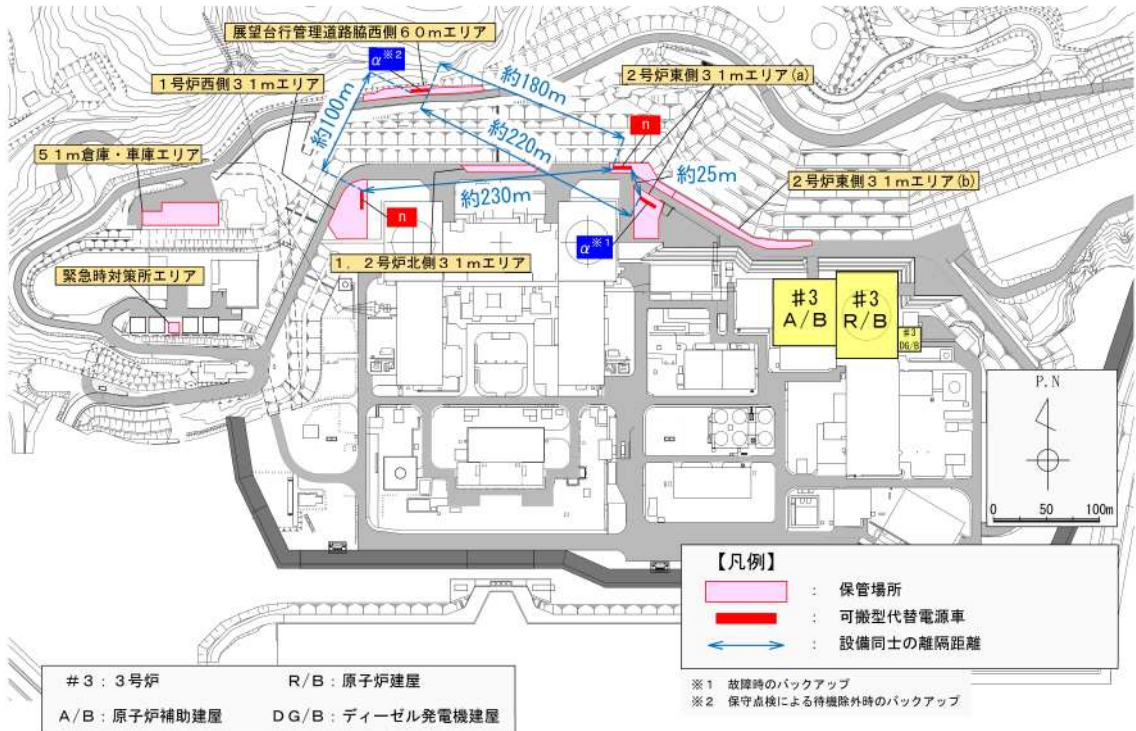 展望台行管理道路脇西側60mエリア
α※2
1号炉西側31mエリア
2号炉東側31mエリア(a)
約180m
約100m
n
約220m
51m倉庫・車庫エリア
約25m
2号炉東側31mエリア(b)
約230m
n
α※1
1，2号炉北側31mエリア
緊急時対策所エリア
#3
A/B
#3
R/B
#3
DG/B
P.N
0 50 100m
【凡例】
： 保管場所
： 可搬型代替電源車
： 設備同士の離隔距離
※1 故障時のバックアップ
※2 保守点検による待機除外時のバックアップ
#3：3号炉 R/B：原子炉建屋
A/B：原子炉補助建屋 DG/B：ディーゼル発電機建屋